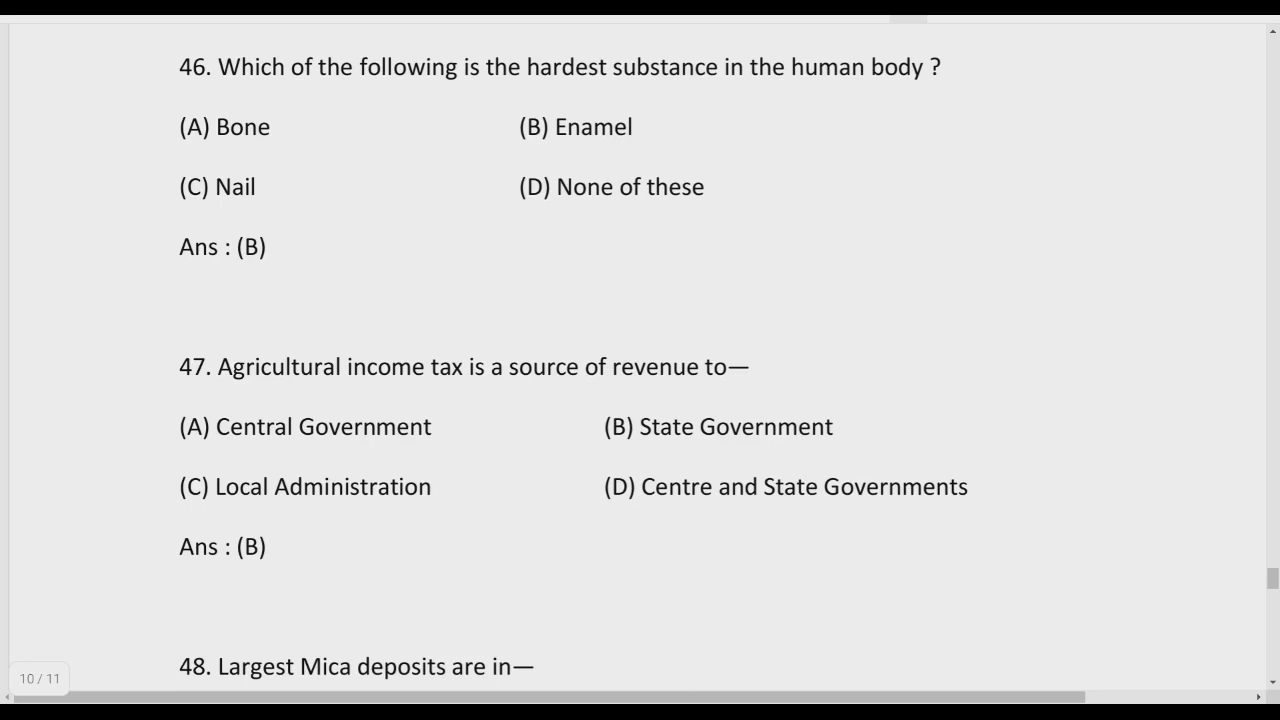 46. Which of the following is the hardest substance in the human body ?
(A) Bone (B) Enamel
(C) Nail (D) None of these
Ans : (B)
47. Agricultural income tax is a source of revenue to—
(A) Central Government (B) State Government
(C) Local Administration (D) Centre and State Governments
Ans : (B)
48. Largest Mica deposits are in—
10 / 11